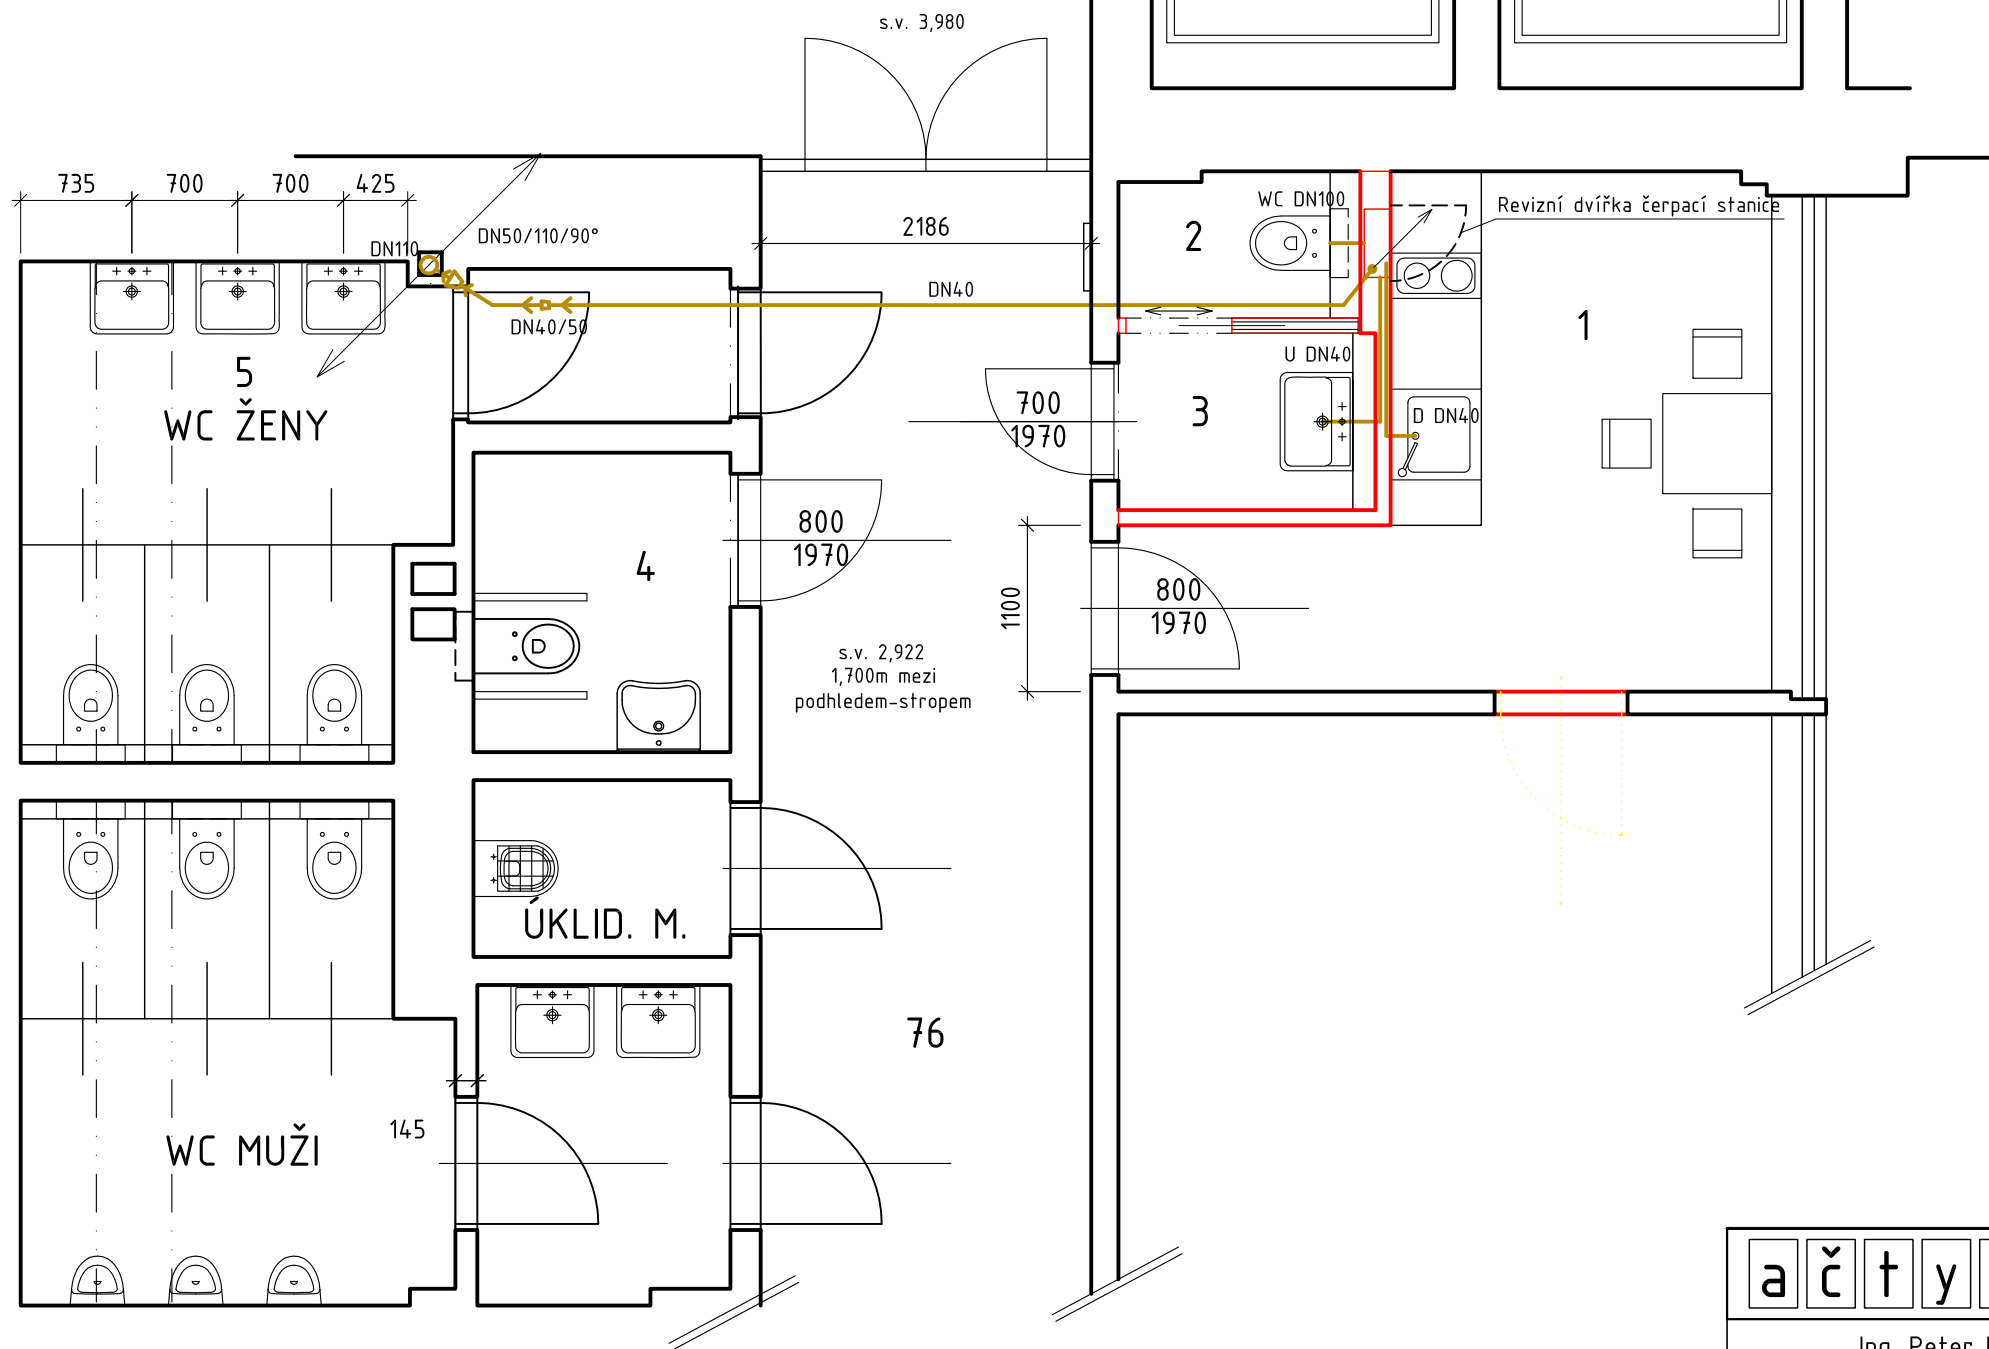 s.v. 3,980
735
700
700
425
DN110
DN50/110/90°
2186
WC DN100
Revizní dvířka čerpací stanice
2
DN40
DN40/50
1
U DN40
5
WC ŽENY
700
1970
3
D DN40
800
1970
4
1100
800
1970
s.v. 2,922
1,700m mezi
podhledem-stropem
ÚKLID. M.
76
145
WC MUŽI
ačty
Ing. Peter